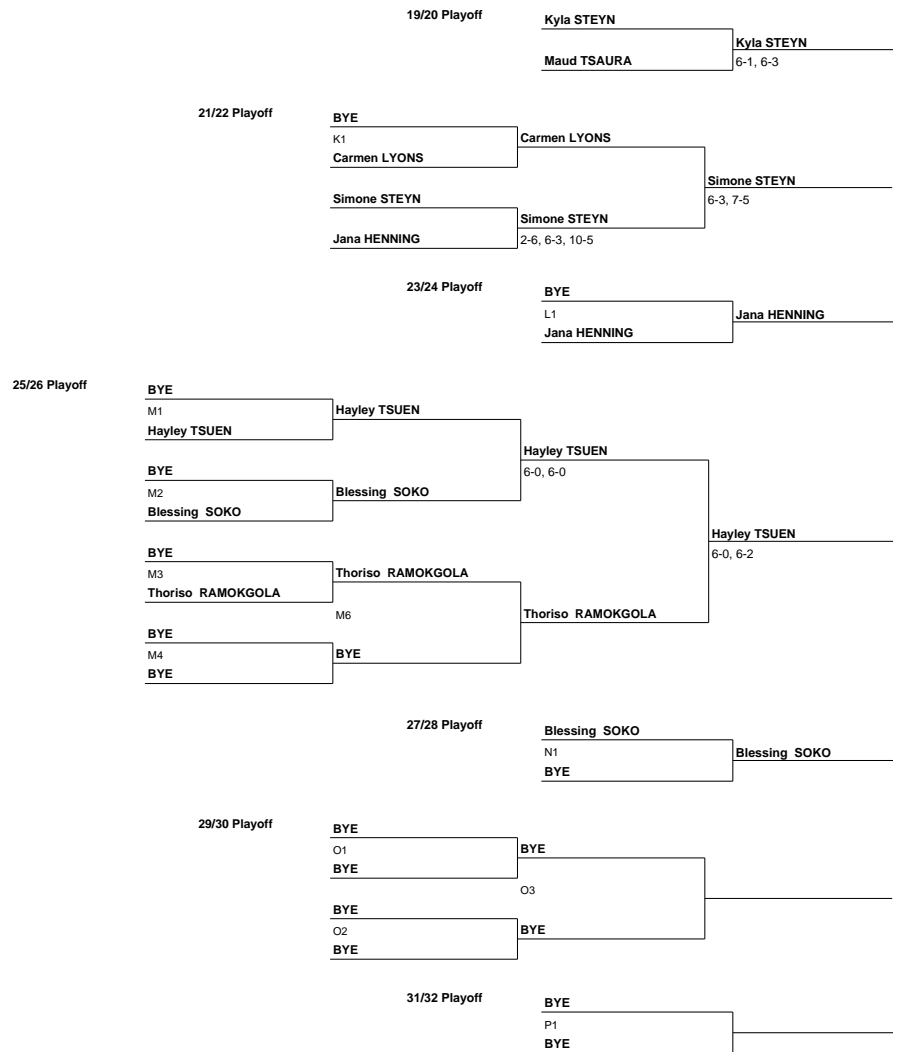 19/20 Playoff
Kyla STEYN
Kyla STEYN
Maud TSAURA
6-1, 6-3
21/22 Playoff
BYE
K1
Carmen LYONS
Carmen LYONS
Simone STEYN
6-3, 7-5
Simone STEYN
Simone STEYN
Jana HENNING
2-6, 6-3, 10-5
23/24 Playoff
BYE
L1
Jana HENNING
Jana HENNING
25/26 Playoff
BYE
M1
Hayley TSUEN
Hayley TSUEN
Hayley TSUEN
6-0, 6-0
BYE
M2
Blessing SOKO
Blessing SOKO
Hayley TSUEN
6-0, 6-2
BYE
M3
Thoriso RAMOKGOLA
Thoriso RAMOKGOLA
M6
Thoriso RAMOKGOLA
BYE
M4
BYE
BYE
27/28 Playoff
Blessing SOKO
N1
Blessing SOKO
BYE
29/30 Playoff
BYE
O1
BYE
BYE
O3
BYE
O2
BYE
BYE
31/32 Playoff
BYE
P1
BYE